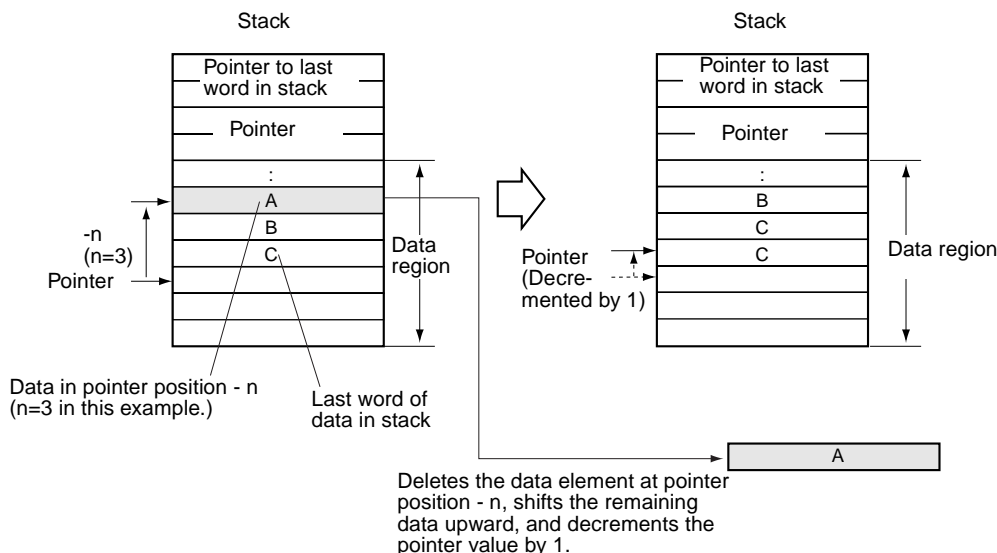 Stack
Pointer to last
word in stack
Pointer
:
A
B
C
-n
(n=3)
Pointer
Data
region
Data in pointer position - n
(n=3 in this example.)
Last word of
data in stack
Stack
Pointer to last
word in stack
Pointer
:
B
C
C
Pointer
(Decre-
mented by 1)
Data region
A
Deletes the data element at pointer
position - n, shifts the remaining
data upward, and decrements the
pointer value by 1.